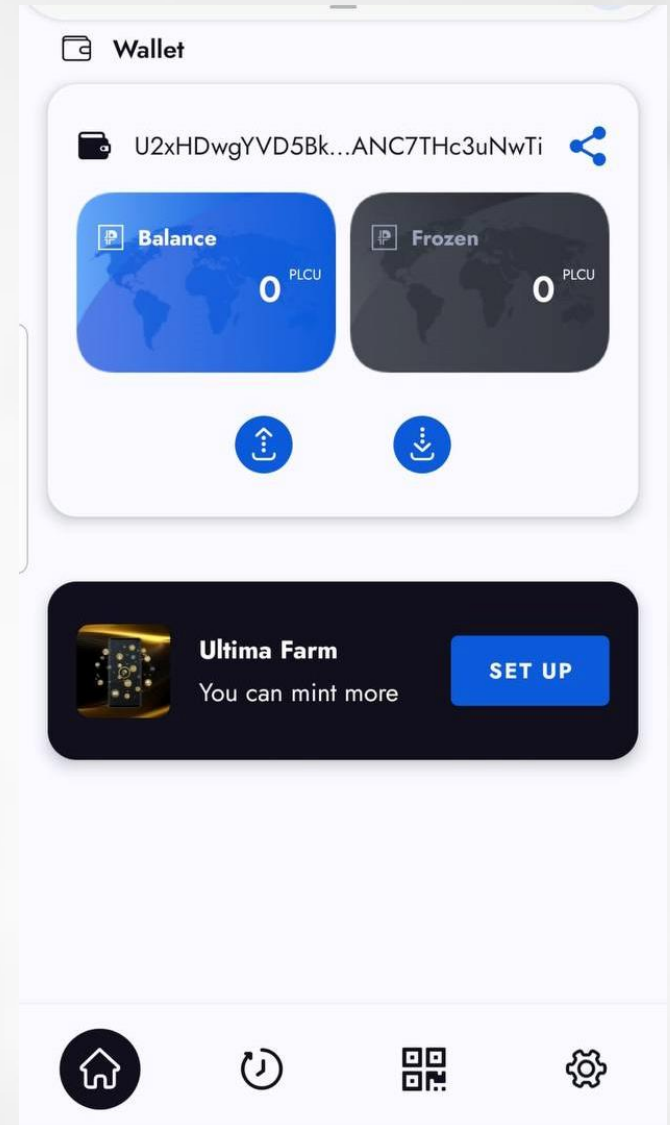 Wallet
U2xHDwgYVD5Bk...ANC7THc3uNwTi
Balance
0 PLCU
Frozen
0 PLCU
Ultima Farm
You can mint more
SET UP